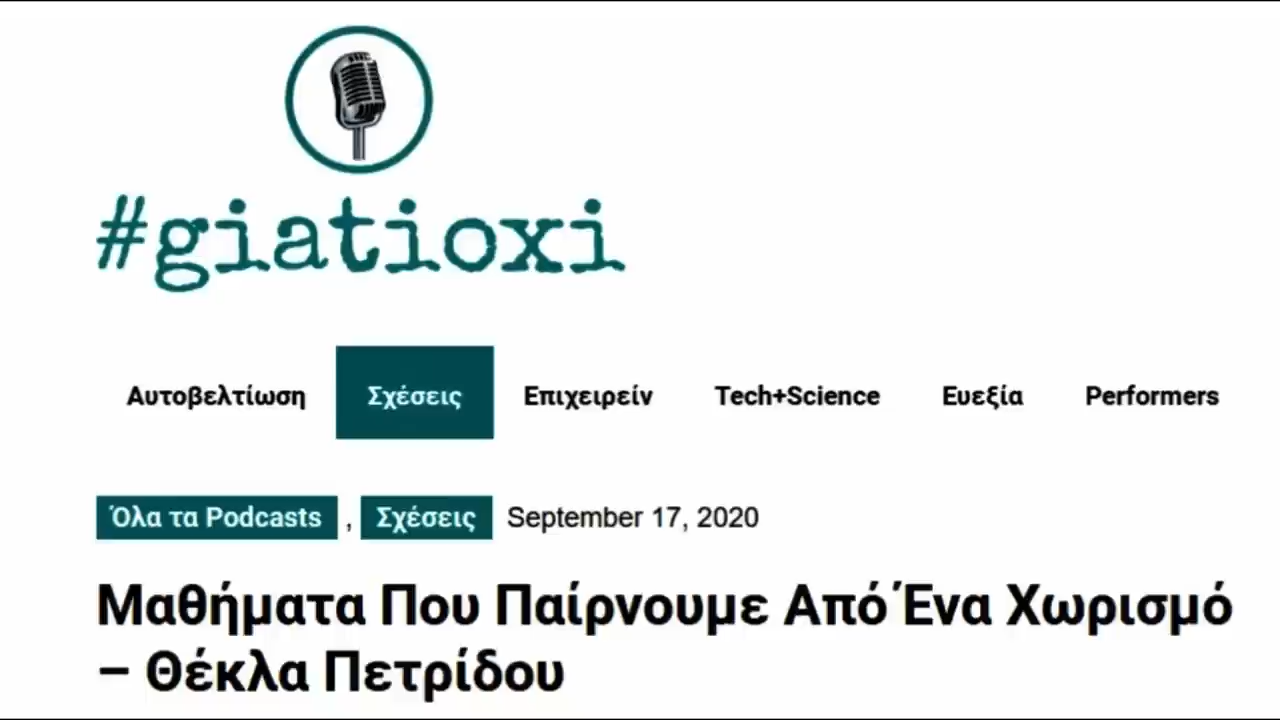 #giatioxi
Αυτοβελτίωση Σχέσεις Επιχειρείν Tech+Science Ευεξία Performers
Όλα τα Podcasts , Σχέσεις September 17, 2020
Μαθήματα Που Παίρνουμε Από Ένα Χωρισμό
– Θέκλα Πετρίδου